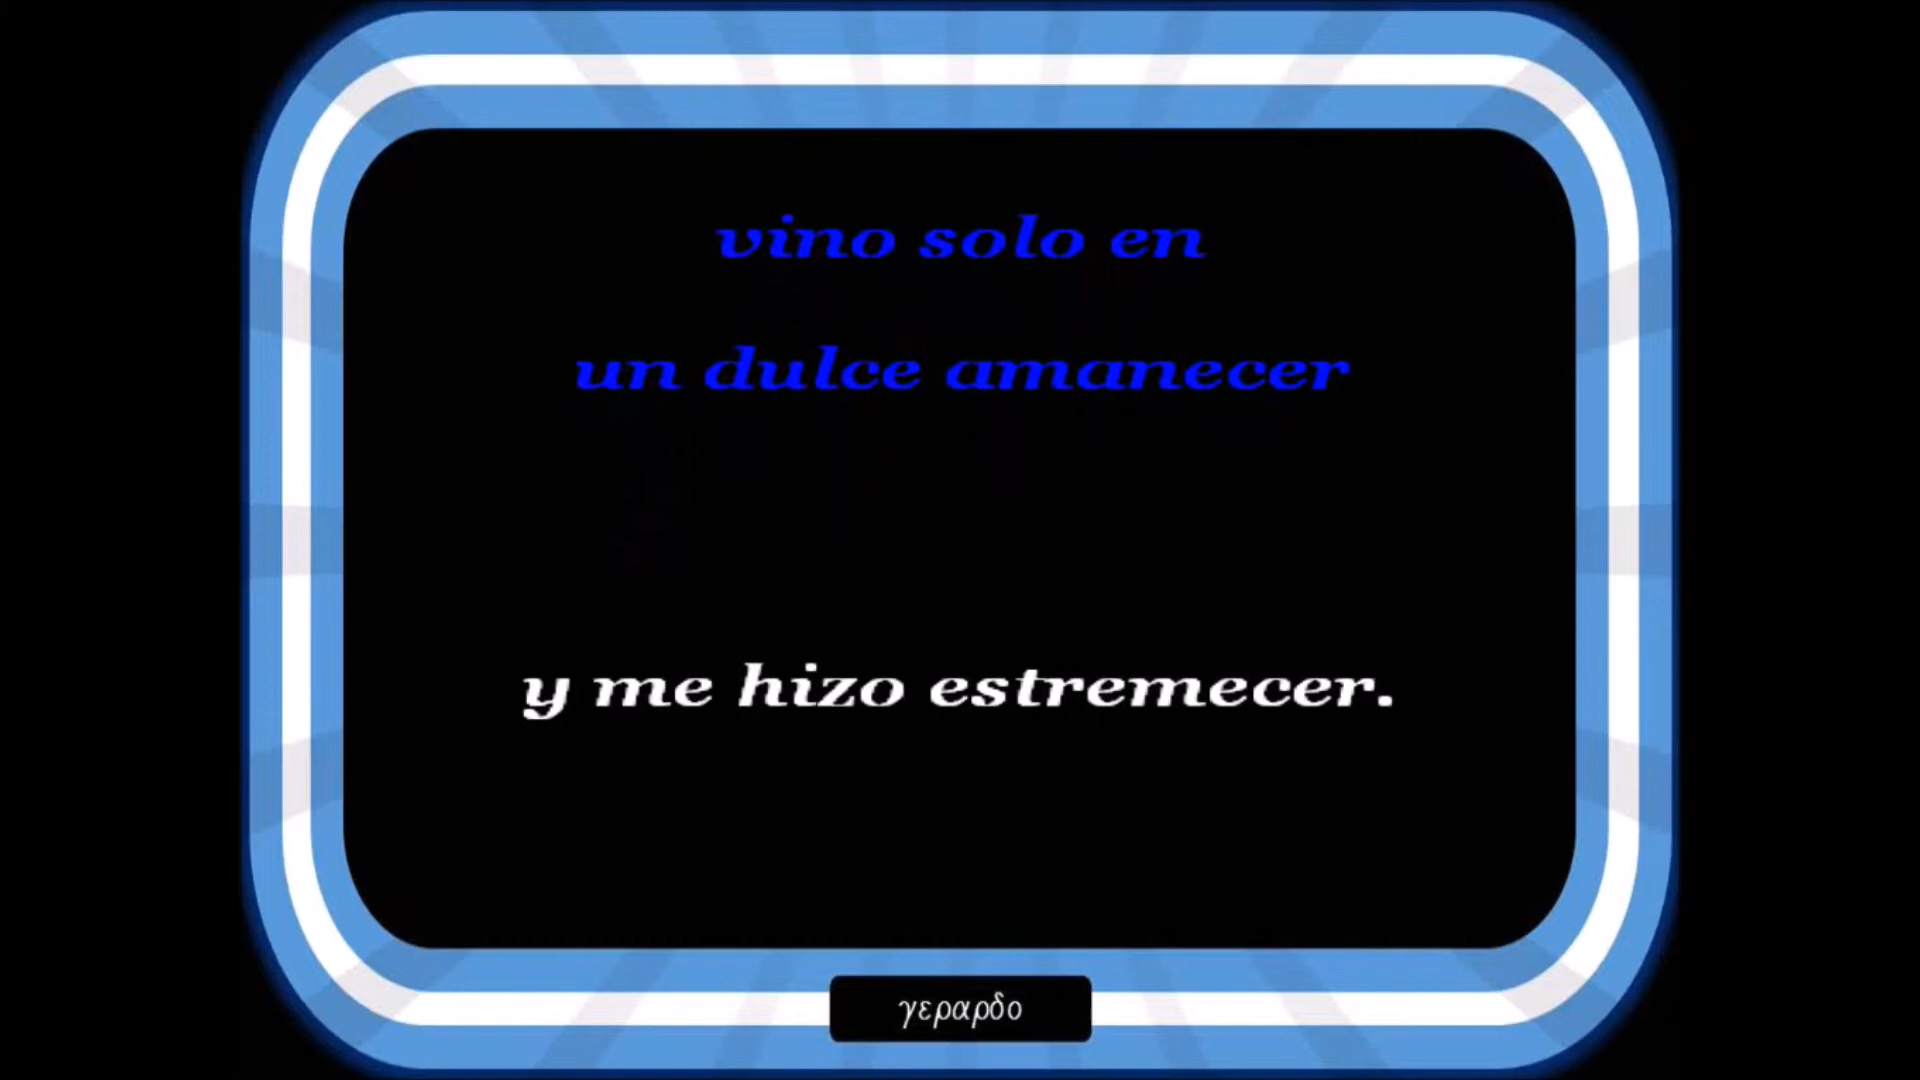 vino solo en
un dulce amanecer
y me hizo estremecer.
γεραρδο